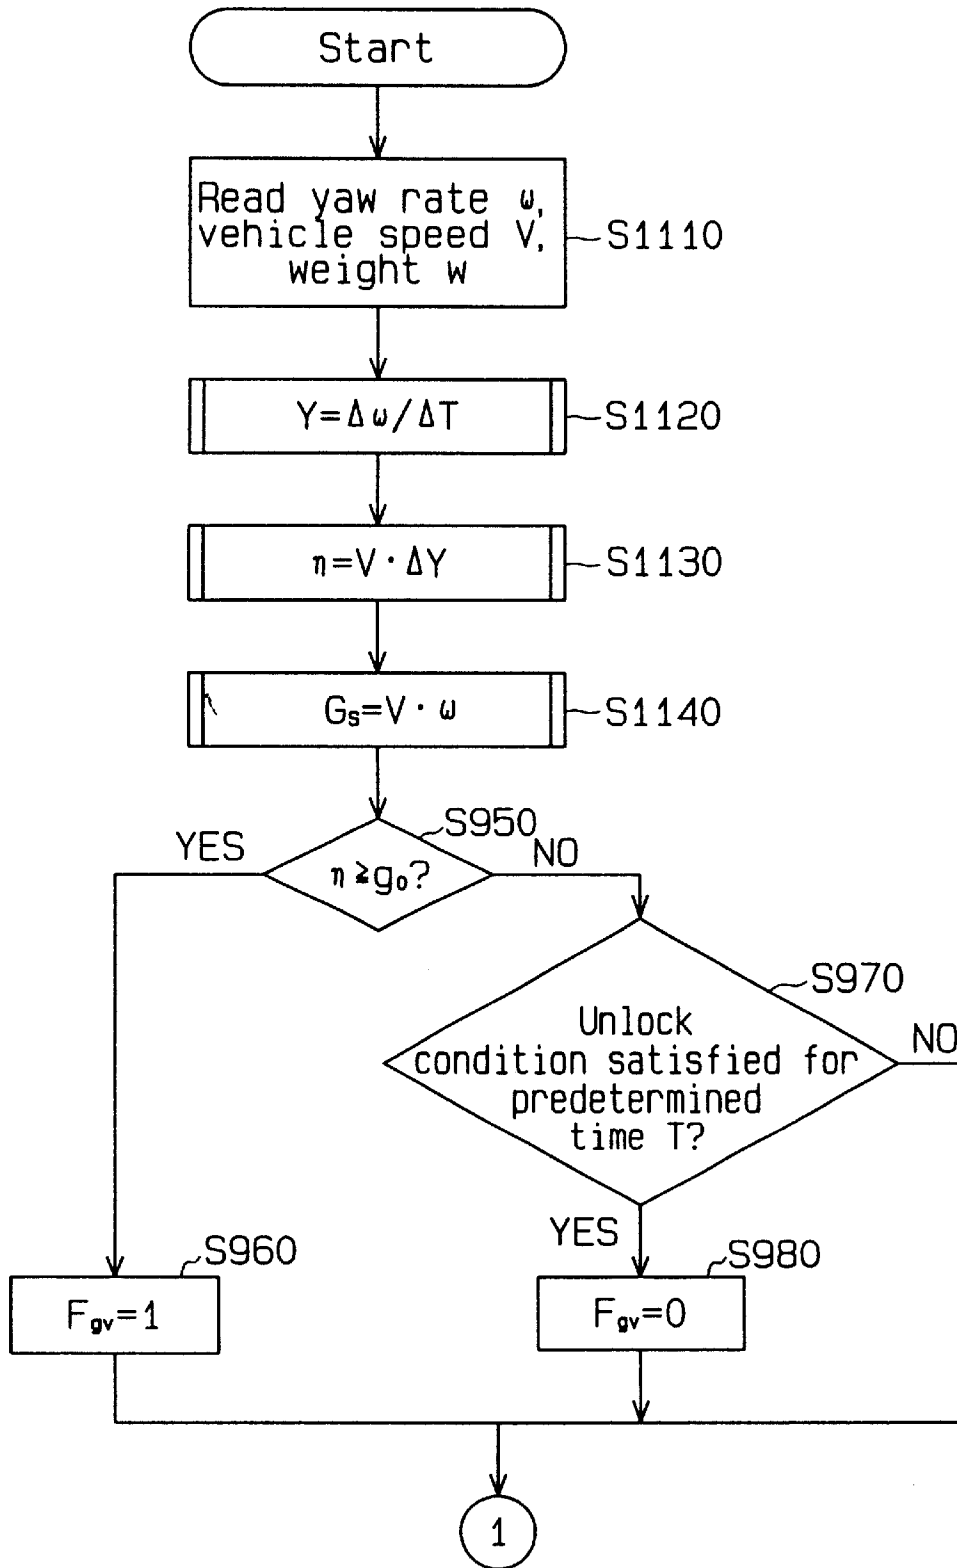 Start
Read yaw rate ω,
vehicle speed V,
weight w
S1110
Y=Δω/ΔT
S1120
η=V·ΔY
S1130
Gs=V·ω
S1140
S950
YES
NO
η≧g₀?
S970
Unlock
condition satisfied for
predetermined
time T?
NO
YES
S960
S980
Fgv=1
Fgv=0
1